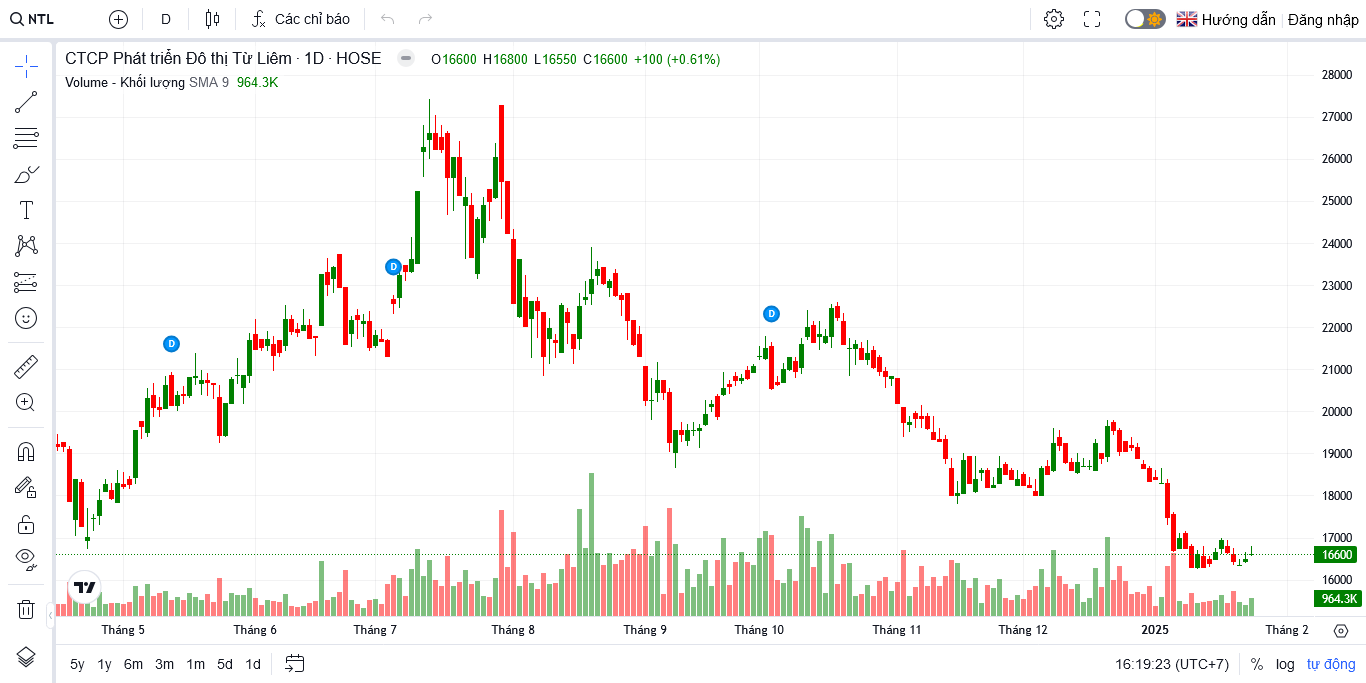 NTL D Các chỉ báo Hướng dẫn Đăng nhập
CTCP Phát triển Đô thị Từ Liêm · 1D · HOSE O16600 H16800 L16550 C16600 +100 (+0.61%)
Volume - Khối lượng SMA 9 964.3K
28000
27000
26000
25000
24000
23000
22000
21000
20000
19000
18000
17000
16600
16000
964.3K
D
D
D
T
Tháng 5 Tháng 6 Tháng 7 Tháng 8 Tháng 9 Tháng 10 Tháng 11 Tháng 12 2025 Tháng 2
5y 1y 6m 3m 1m 5d 1d 16:19:23 (UTC+7) % log tự động